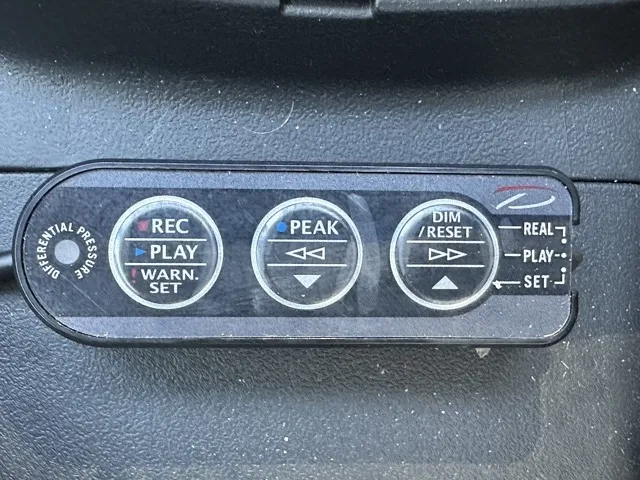 DIFFERENTIAL PRESSURE
REC
PLAY
! WARN.
SET
PEAK
DIM
/RESET
REAL
PLAY
SET